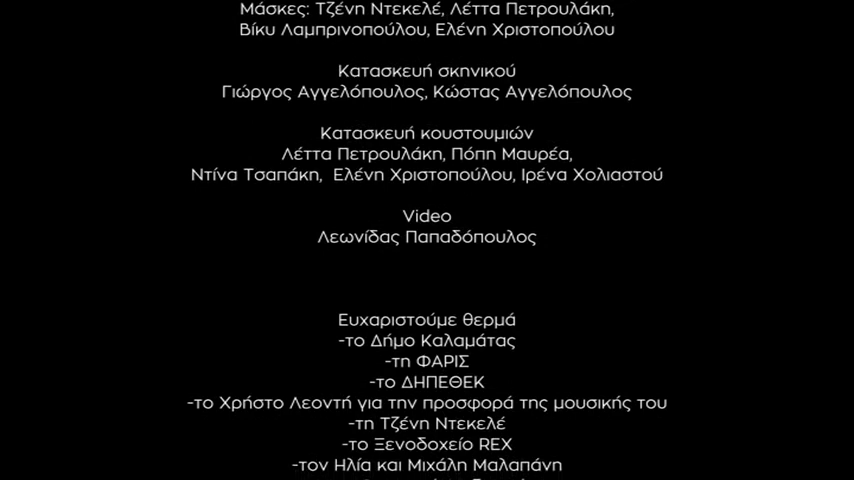 Μάσκες: Τζένη Ντεκελέ, Λέττα Πετρουλάκη,
Βίκυ Λαμπρινοπούλου, Ελένη Χριστοπούλου
Κατασκευή σκηνικού
Γιώργος Αγγελόπουλος, Κώστας Αγγελόπουλος
Κατασκευή κουστουμιών
Λέττα Πετρουλάκη, Πόπη Μαυρέα,
Ντίνα Τσαπάκη, Ελένη Χριστοπούλου, Ιρένα Χολιαστού
Video
Λεωνίδας Παπαδόπουλος
Ευχαριστούμε θερμά
-το Δήμο Καλαμάτας
-τη ΦΑΡΙΣ
-το ΔΗΠΕΘΕΚ
-το Χρήστο Λεοντή για την προσφορά της μουσικής του
-τη Τζένη Ντεκελέ
-το Ξενοδοχείο REX
-τον Ηλία και Μιχάλη Μαλαπάνη